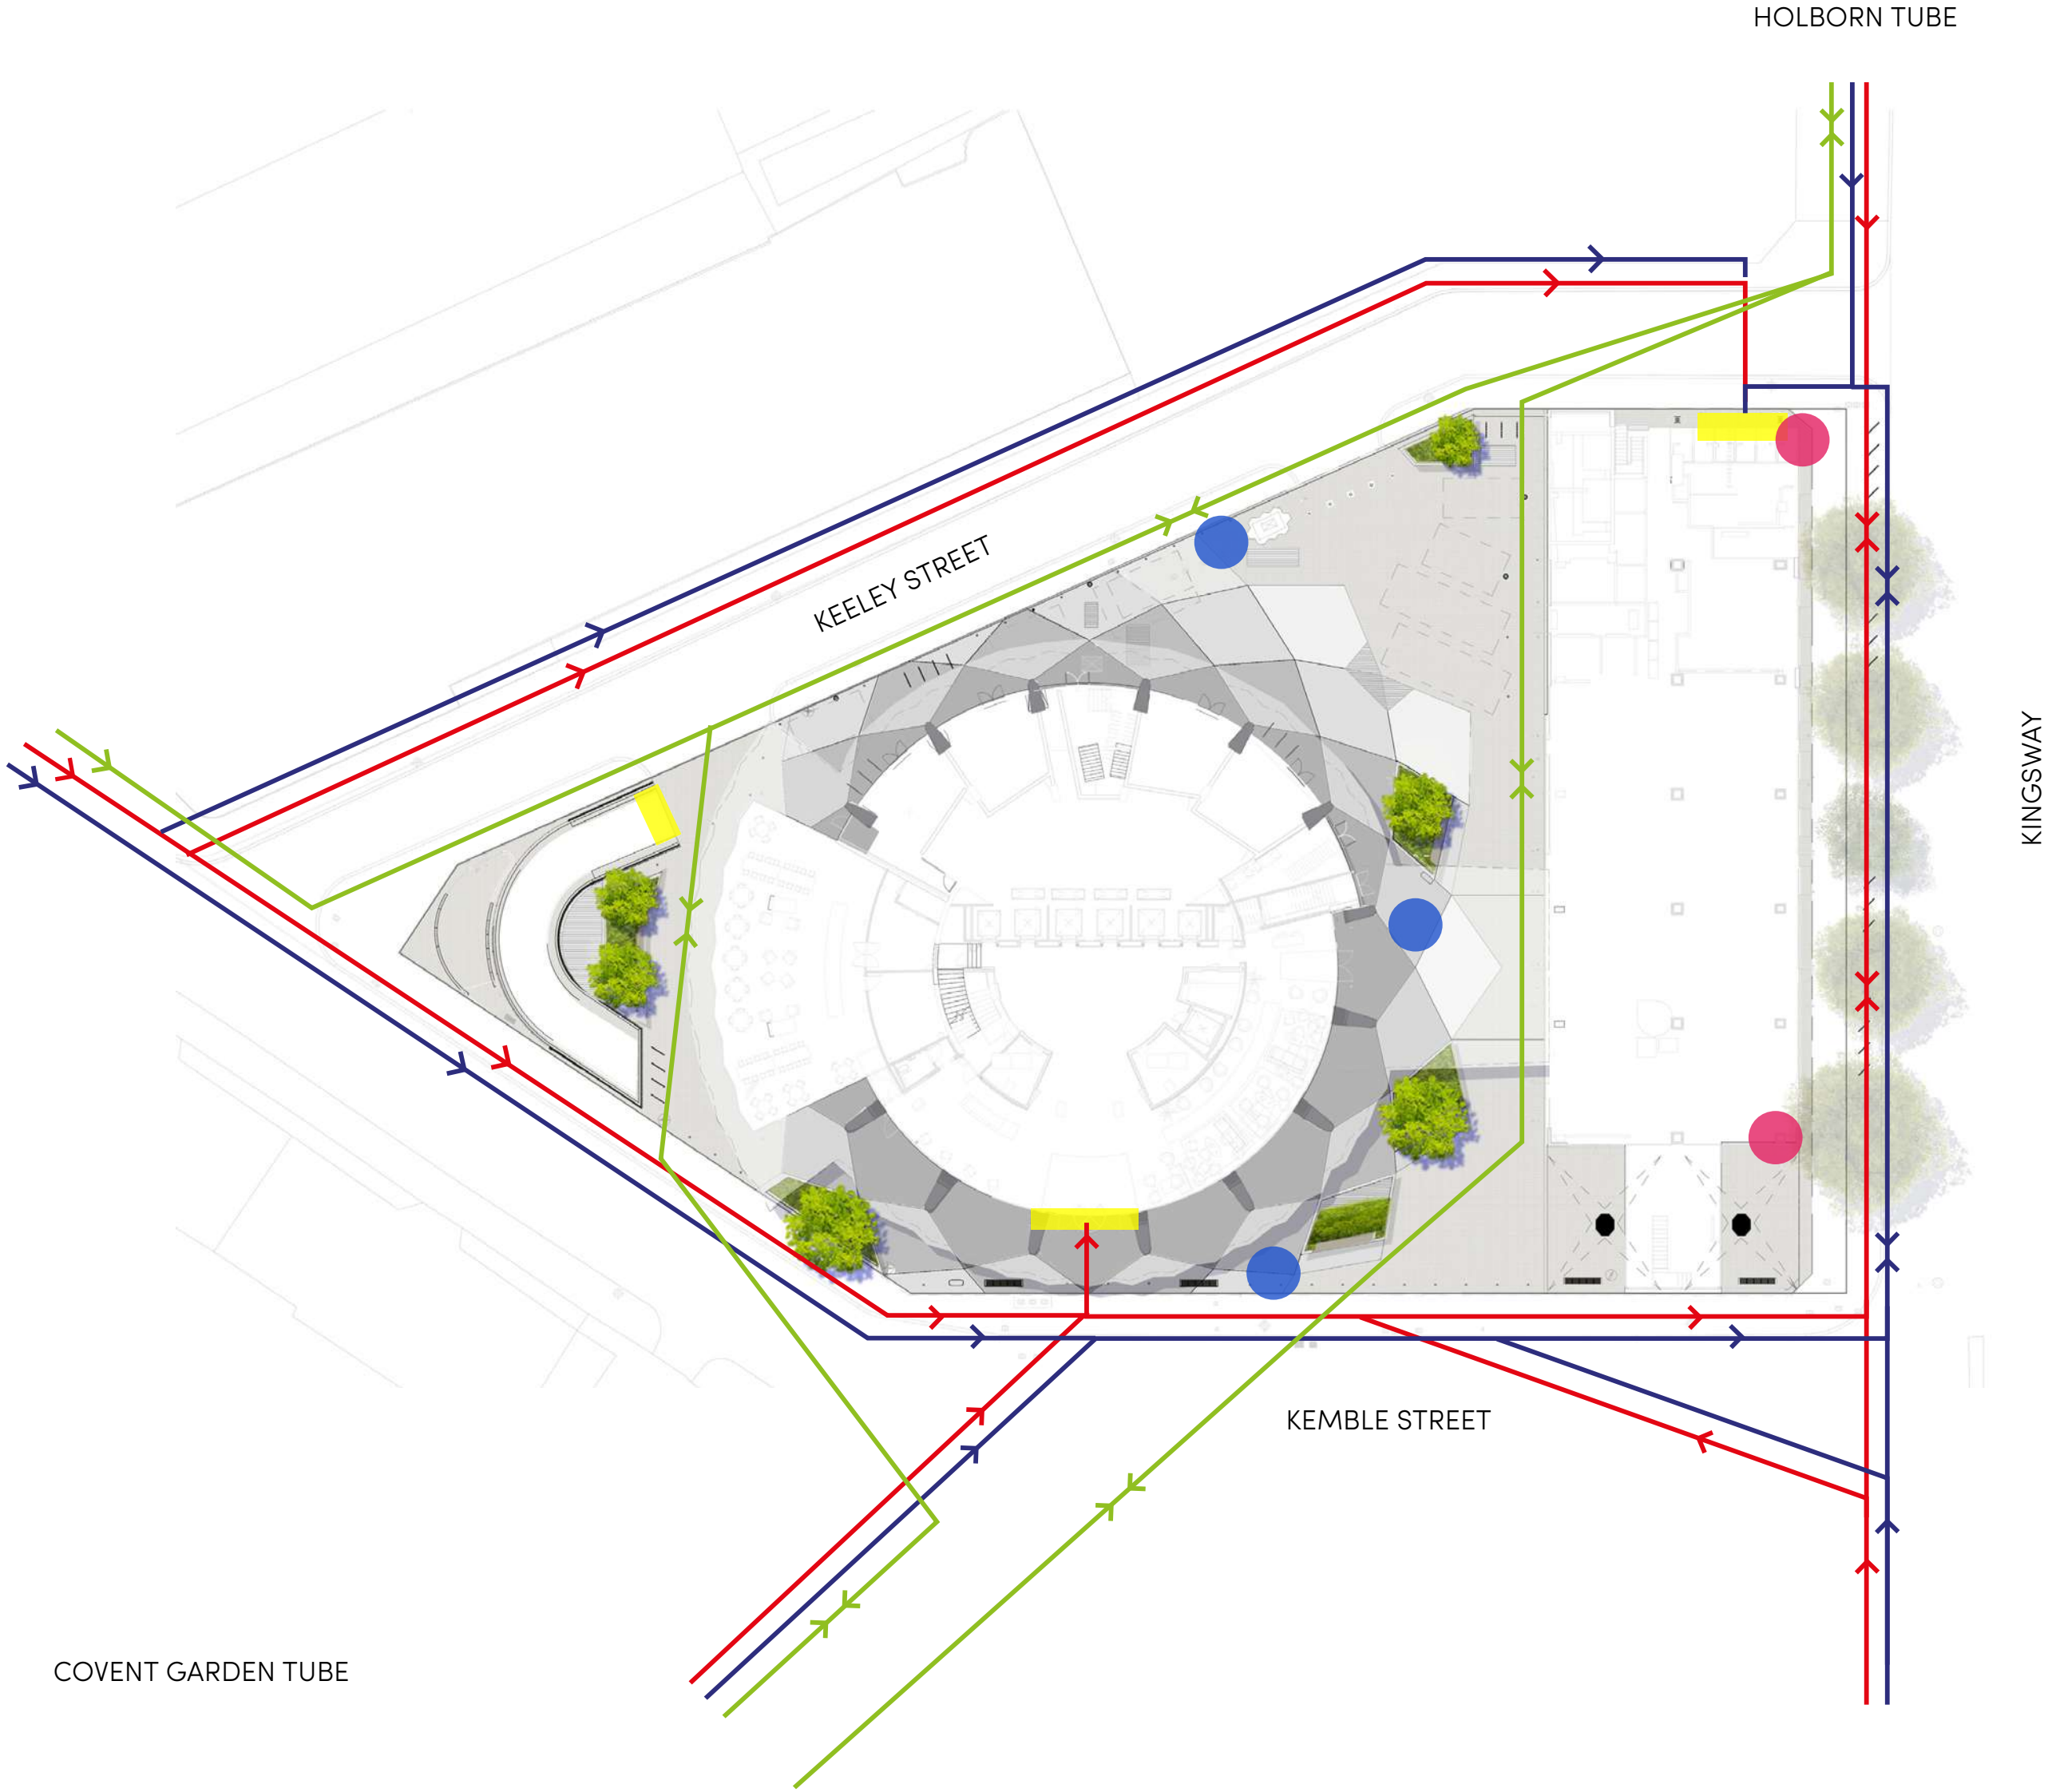 HOLBORN TUBE
KEELEY STREET
KINGSWAY
KEMBLE STREET
COVENT GARDEN TUBE